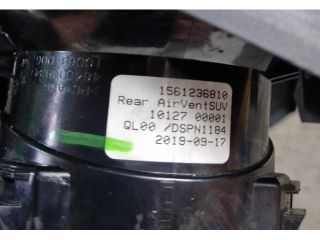 1561236810
Rear AirVentSUV
10127 00001
QL00 /DSPN1184
2019-09-17